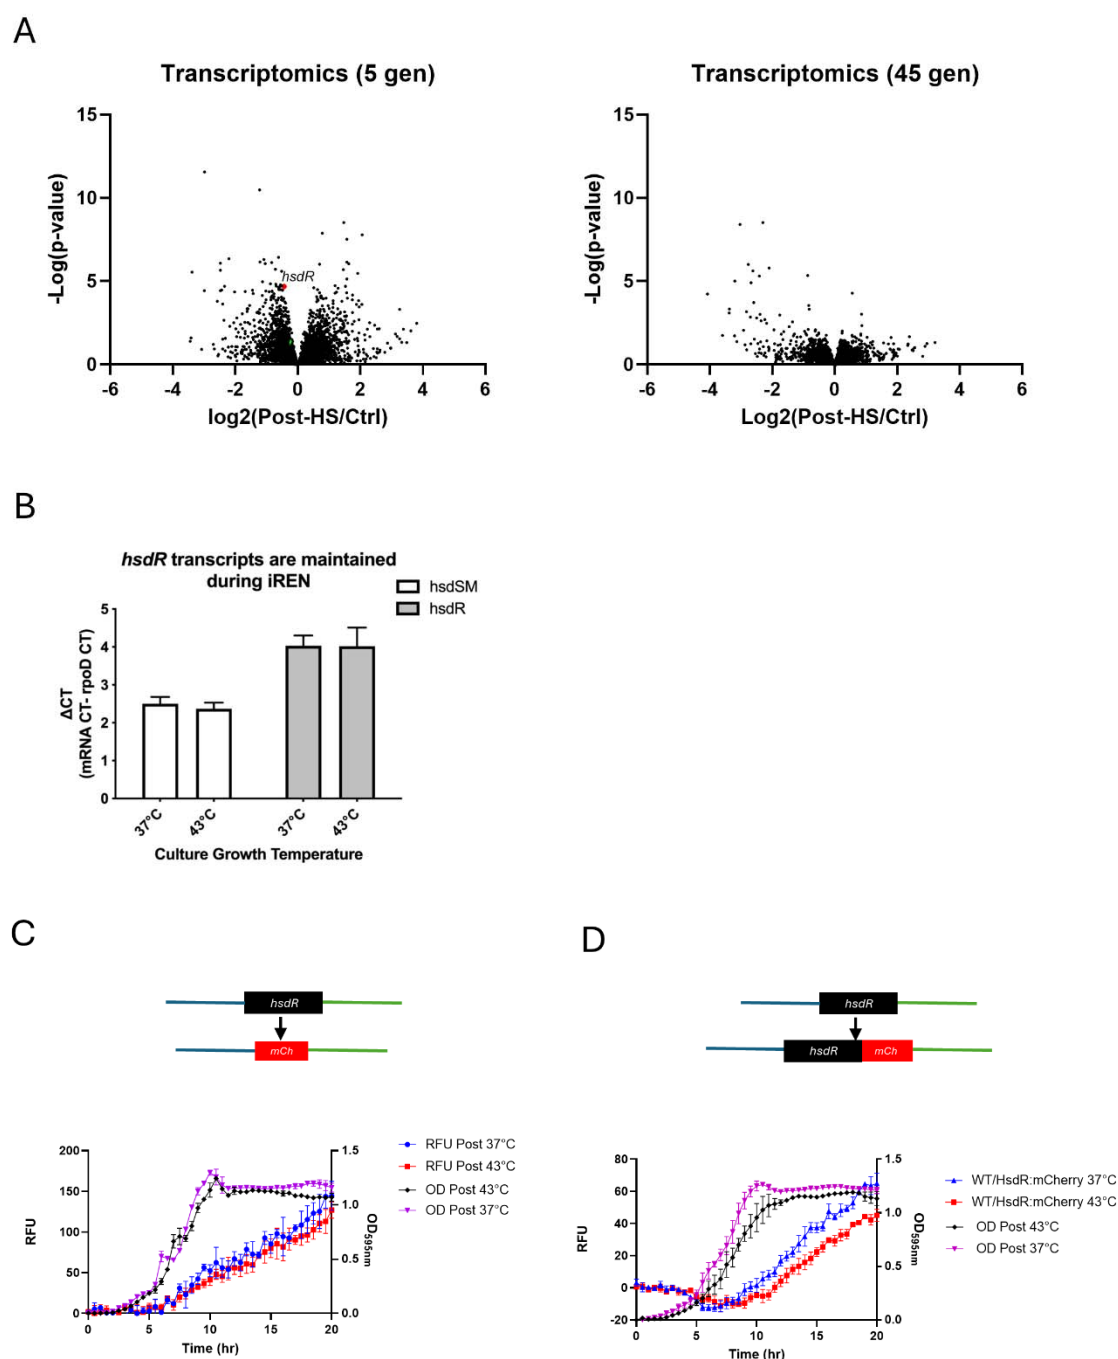 A
Transcriptomics (5 gen)
15
10
5
0
-Log(p-value)
hsdR
-6 -4 -2 0 2 4 6
log2(Post-HS/Ctrl)
Transcriptomics (45 gen)
15
10
5
0
-Log(p-value)
-6 -4 -2 0 2 4 6
Log2(Post-HS/Ctrl)
B
hsdR transcripts are maintained
during iREN
hsdSM
hsdR
5
4
3
2
1
0
ΔCT
(mRNA CT- rpoD CT)
37°C 43°C 37°C 43°C
Culture Growth Temperature
C
hsdR
mCh
200
150
100
50
0
RFU
1.5
1.0
0.5
0.0
OD595nm
0 5 10 15 20
Time (hr)
RFU Post 37°C
RFU Post 43°C
OD Post 43°C
OD Post 37°C
D
hsdR
hsdR mCh
80
60
40
20
0
-20
RFU
1.5
1.0
0.5
0.0
OD595nm
0 5 10 15 20
Time (hr)
WT/HsdR:mCherry 37°C
WT/HsdR:mCherry 43°C
OD Post 43°C
OD Post 37°C